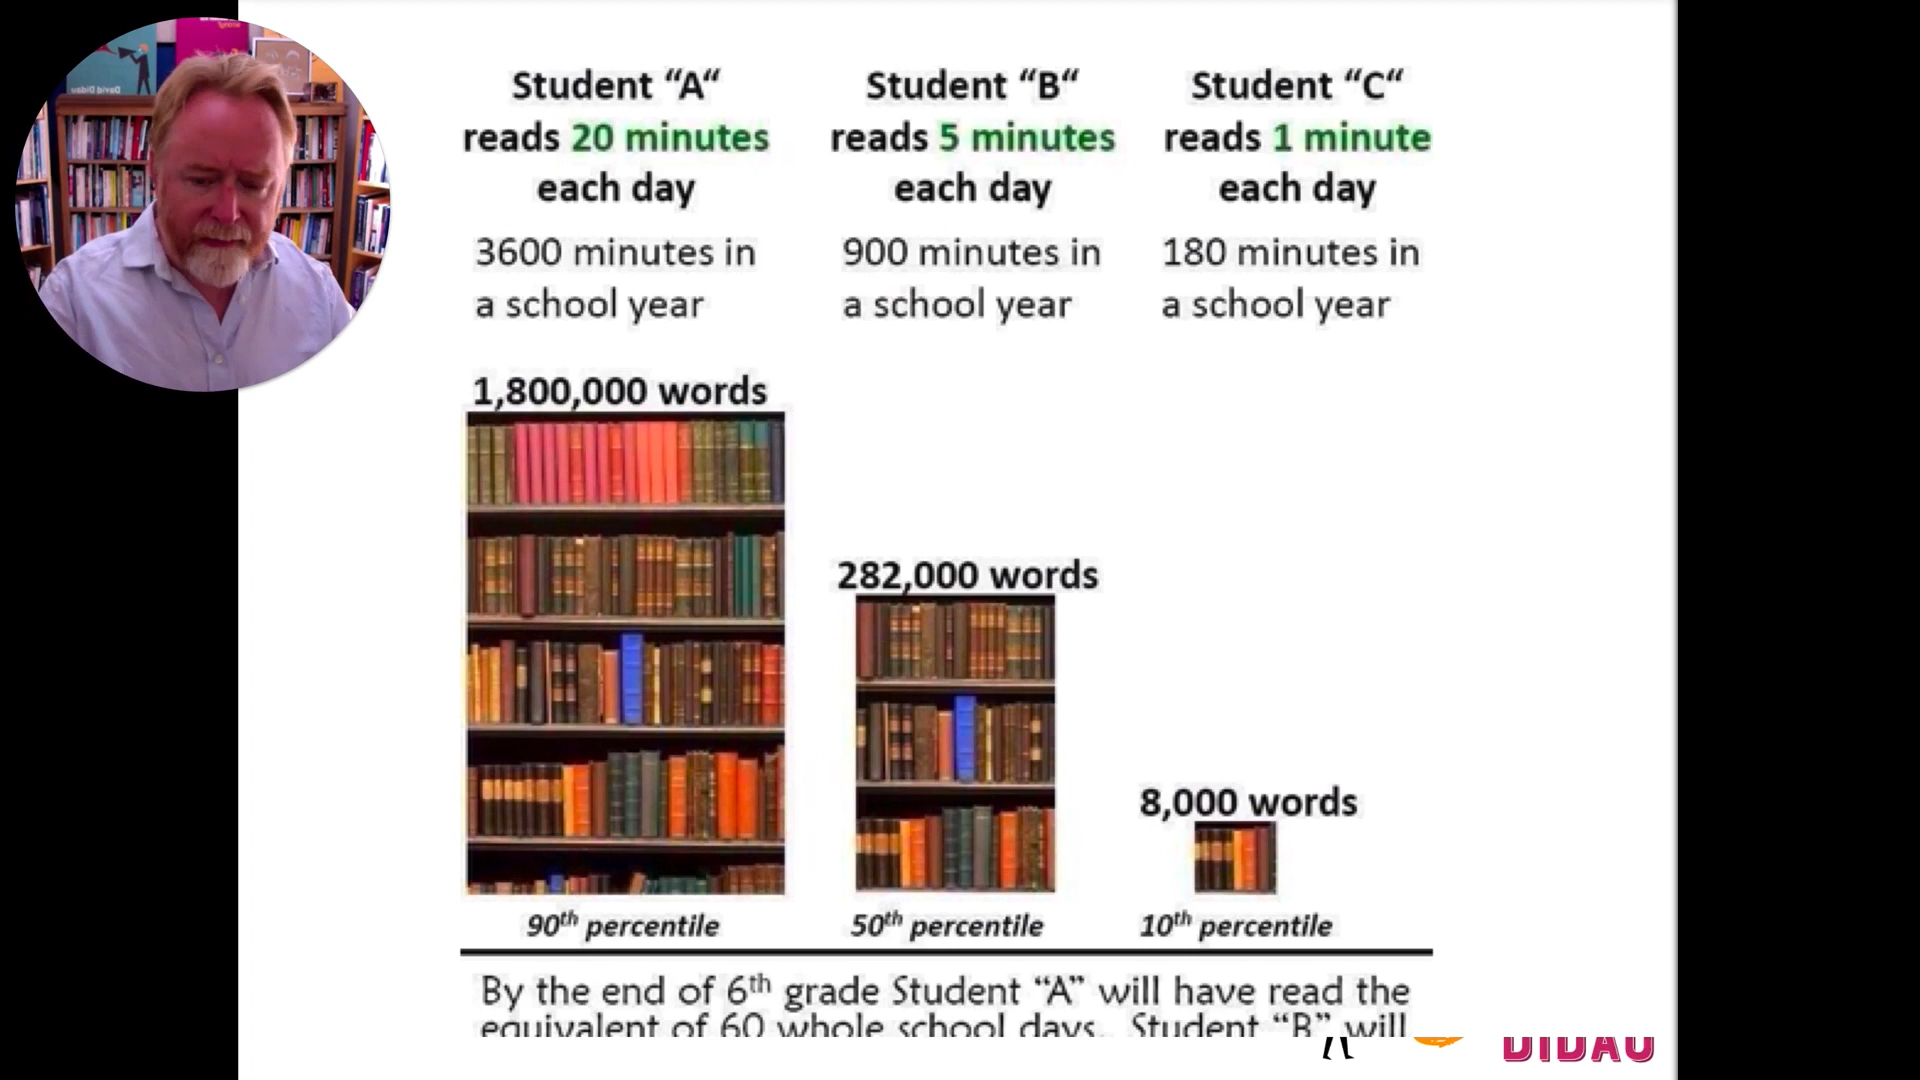 David Didau
Student “A“
reads 20 minutes
each day
3600 minutes in
a school year
1,800,000 words
90th percentile
Student “B“
reads 5 minutes
each day
900 minutes in
a school year
282,000 words
50th percentile
Student “C“
reads 1 minute
each day
180 minutes in
a school year
8,000 words
10th percentile
By the end of 6th grade Student “A” will have read the
equivalent of 60 whole school days. Student “B” will
DIDAU